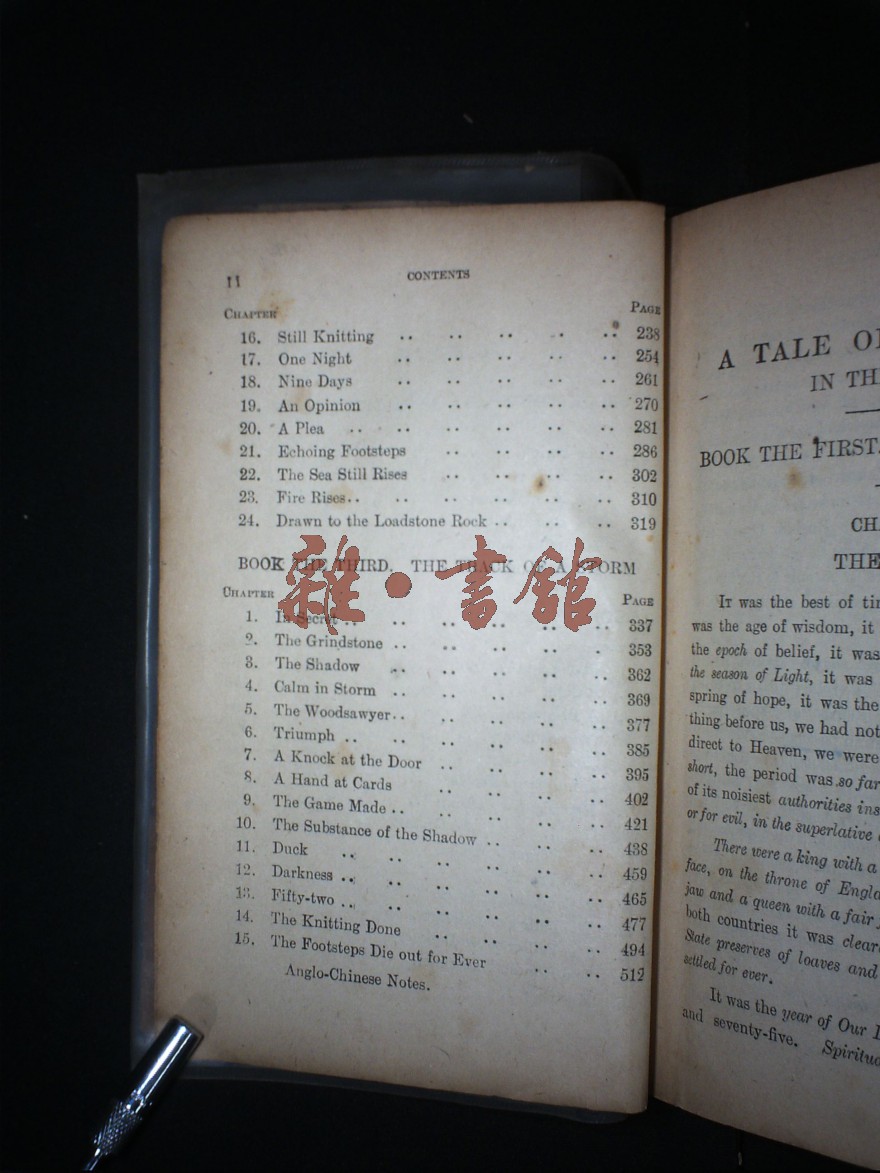 11
CONTENTS
CHAPTER PAGE
16. Still Knitting .. .. .. . .. 238
17. One Night .. .. .. .. .. 254
18. Nine Days .. .. .. .. .. 261
19. An Opinion .. .. .. .. .. 270
20. A Plea .. .. .. .. .. .. 281
21. Echoing Footsteps .. .. .. .. 286
22. The Sea Still Rises .. .. .. .. 302
23. Fire Rises.. .. .. .. .. .. 310
24. Drawn to the Loadstone Rock .. .. .. 319
BOOK THE THIRD. THE TRACK OF A STORM
CHAPTER PAGE
1. In Secret .. .. .. .. .. .. 337
2. The Grindstone .. .. .. .. . 353
3. The Shadow .. .. .. .. .. 362
4. Calm in Storm .. .. .. .. .. 369
5. The Woodsawyer.. .. .. .. .. 377
6. Triumph .. .. .. .. .. .. 385
7. A Knock at the Door .. .. .. .. 395
8. A Hand at Cards .. .. .. .. 402
9. The Game Made .. .. .. .. .. 421
10. The Substance of the Shadow .. .. .. 438
11. Duck .. .. .. .. .. .. 459
12. Darkness .. .. .. .. .. .. 465
13. Fifty-two .. .. .. .. .. .. 477
14. The Knitting Done .. .. .. .. 494
15. The Footsteps Die out for Ever .. .. 512
Anglo-Chinese Notes.
雜·書館
A TALE O
IN TH
BOOK THE FIRST.
CH
THE
IT was the best of ti
was the age of wisdom, it
the epoch of belief, it was
the season of Light, it was
spring of hope, it was the
thing before us, we had not
direct to Heaven, we were
short, the period was so far
of its noisiest authorities ins
or for evil, in the superlative
There were a king with a
face, on the throne of Engla
jaw and a queen with a fair
both countries it was clear
State preserves of loaves and
settled for ever.
It was the year of Our
and seventy-five. Spiritu